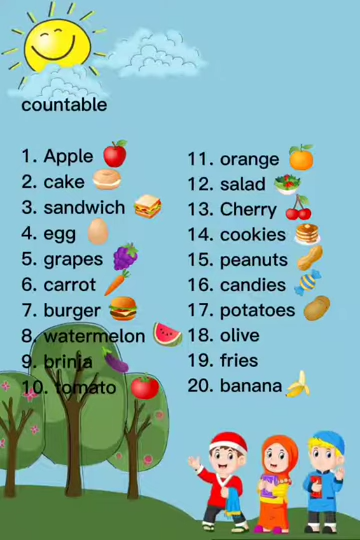 countable
1. Apple
2. cake
3. sandwich
4. egg
5. grapes
6. carrot
7. burger
8. watermelon
9. brinja
10. tomato
11. orange
12. salad
13. Cherry
14. cookies
15. peanuts
16. candies
17. potatoes
18. olive
19. fries
20. banana